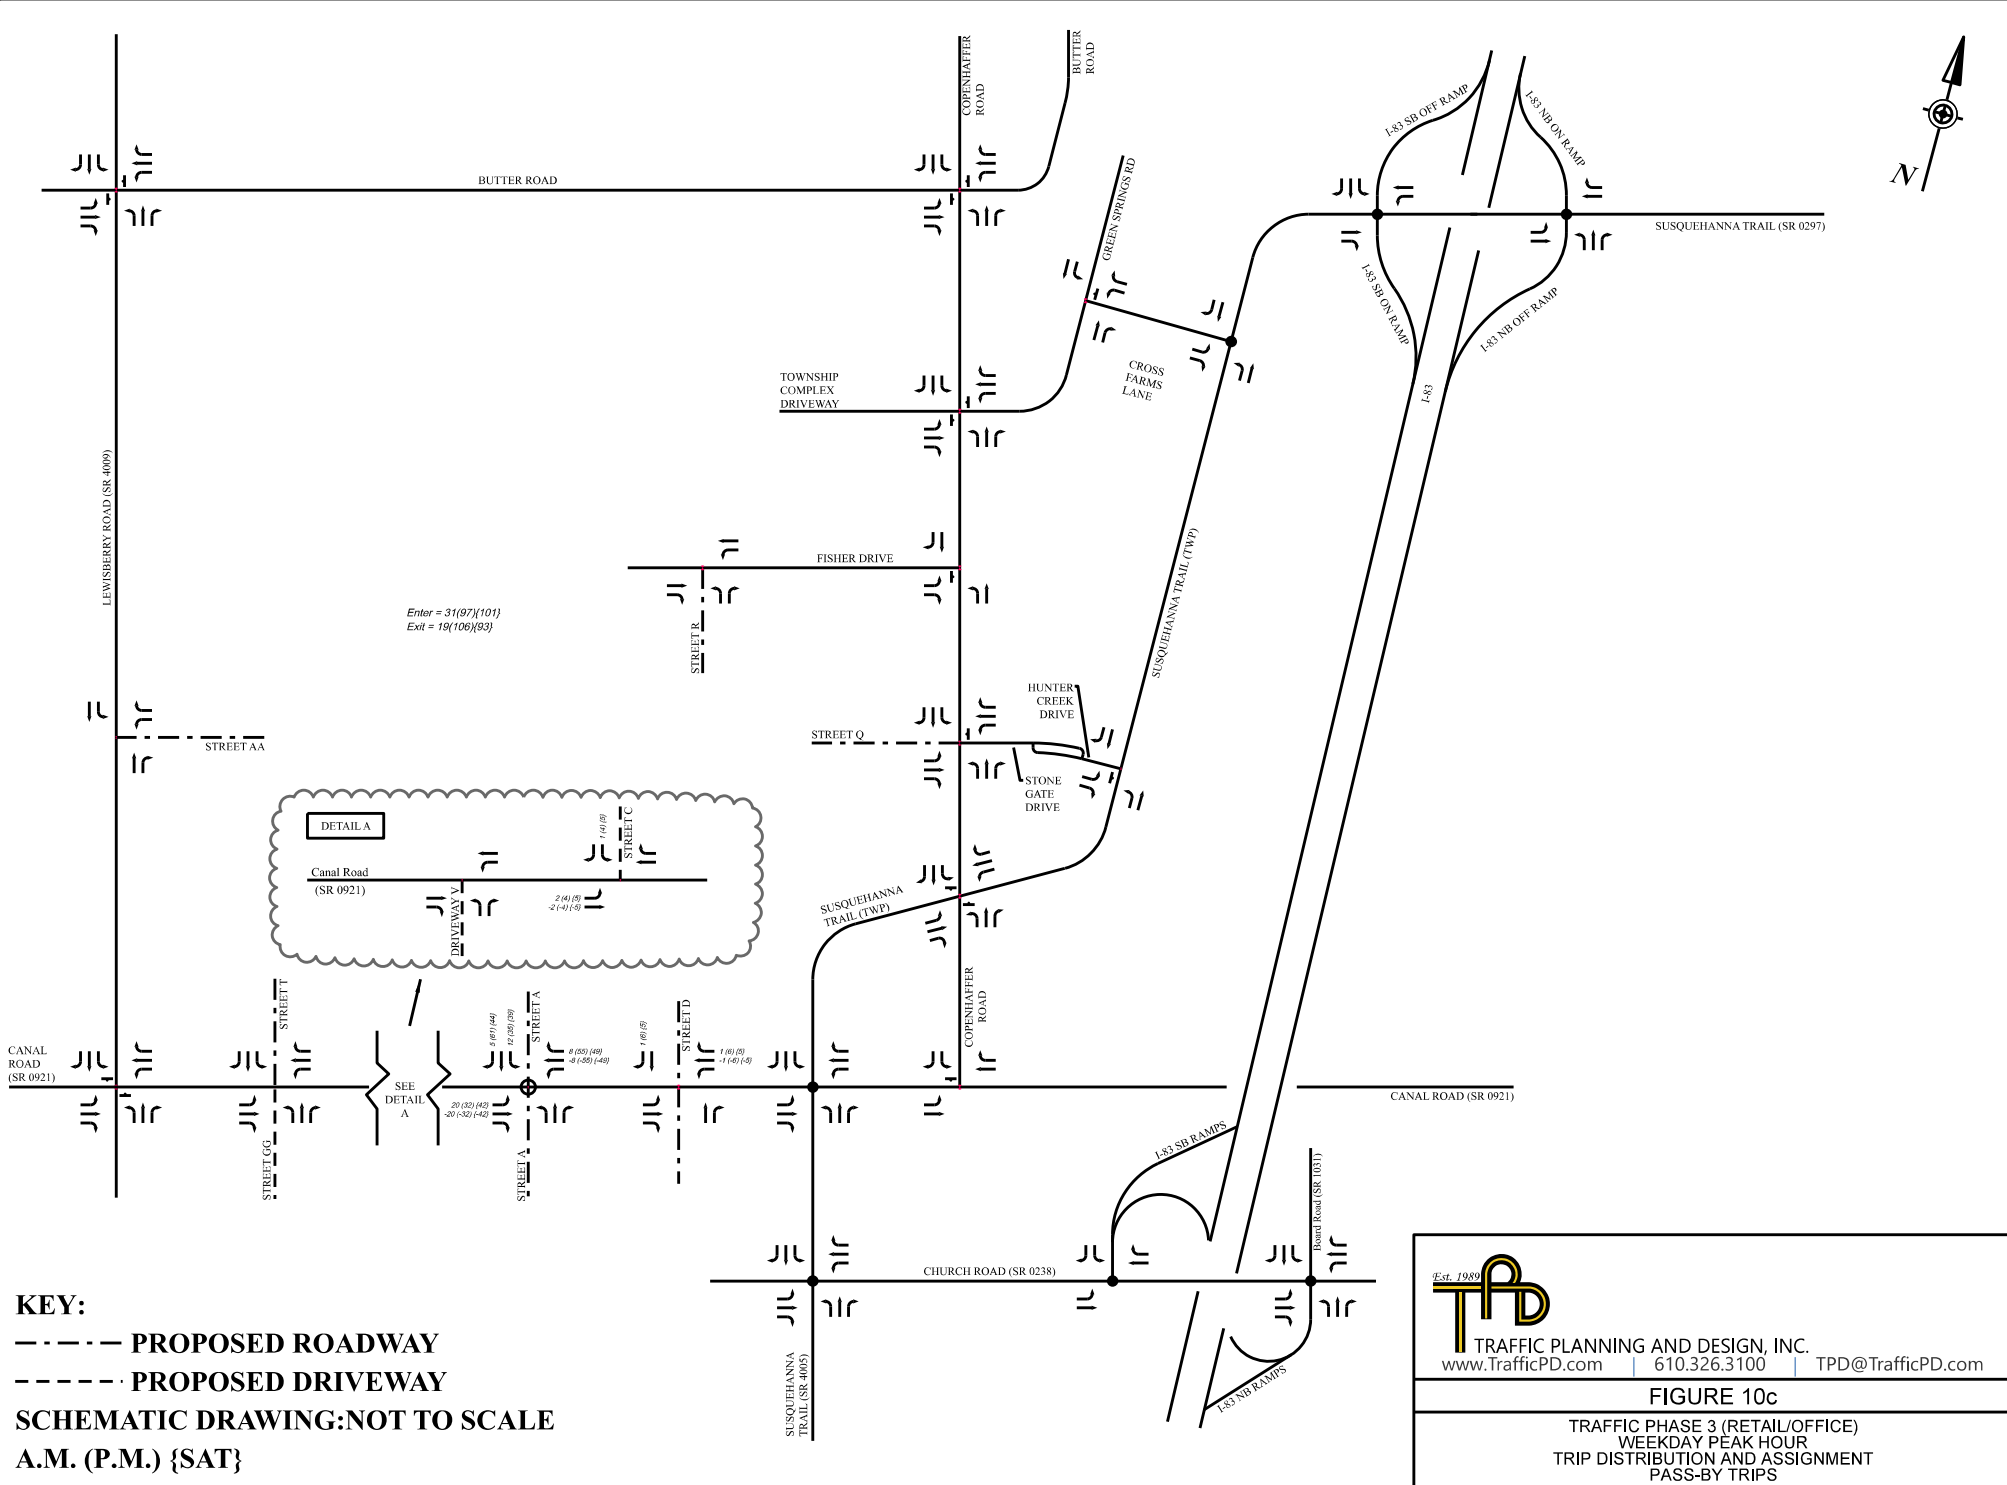 COPENHAFFER
ROAD
BUTTER
ROAD
I-83 SB OFF RAMP
I-83 NB ON RAMP
N
BUTTER ROAD
GREEN SPRINGS RD
SUSQUEHANNA TRAIL (SR 0297)
I-83 SB ON RAMP
I-83 NB OFF RAMP
CROSS
FARMS
LANE
I-83
TOWNSHIP
COMPLEX
DRIVEWAY
LEWISBERRY ROAD (SR 4009)
SUSQUEHANNA TRAIL (TWP)
FISHER DRIVE
Enter = 31(97){101}
Exit = 19(106){93}
STREET R
HUNTER
CREEK
DRIVE
STREET Q
STREET AA
STONE
GATE
DRIVE
DETAIL A
1 (4) {5}
STREET C
Canal Road
(SR 0921)
DRIVEWAY V
2 (4) {5}
-2 (-4) {-5}
SUSQUEHANNA
TRAIL (TWP)
COPENHAFFER
ROAD
STREET T
5 (61) {44}
12 (35) {39}
STREET A
1 (6) {5}
STREET D
CANAL
ROAD
(SR 0921)
8 (55) {49}
-8 (-55) {-49}
1 (6) {5}
-1 (-6) {-5}
SEE
DETAIL
A
20 (32) {42}
-20 (-32) {-42}
CANAL ROAD (SR 0921)
STREET GG
STREET A
I-83 SB RAMPS
Board Road (SR 1031)
CHURCH ROAD (SR 0238)
SUSQUEHANNA
TRAIL (SR 4005)
I-83 NB RAMPS
KEY:
PROPOSED ROADWAY
PROPOSED DRIVEWAY
SCHEMATIC DRAWING:NOT TO SCALE
A.M. (P.M.) {SAT}
Est. 1989
TPD
TRAFFIC PLANNING AND DESIGN, INC.
www.TrafficPD.com | 610.326.3100 | TPD@TrafficPD.com
FIGURE 10c
TRAFFIC PHASE 3 (RETAIL/OFFICE)
WEEKDAY PEAK HOUR
TRIP DISTRIBUTION AND ASSIGNMENT
PASS-BY TRIPS